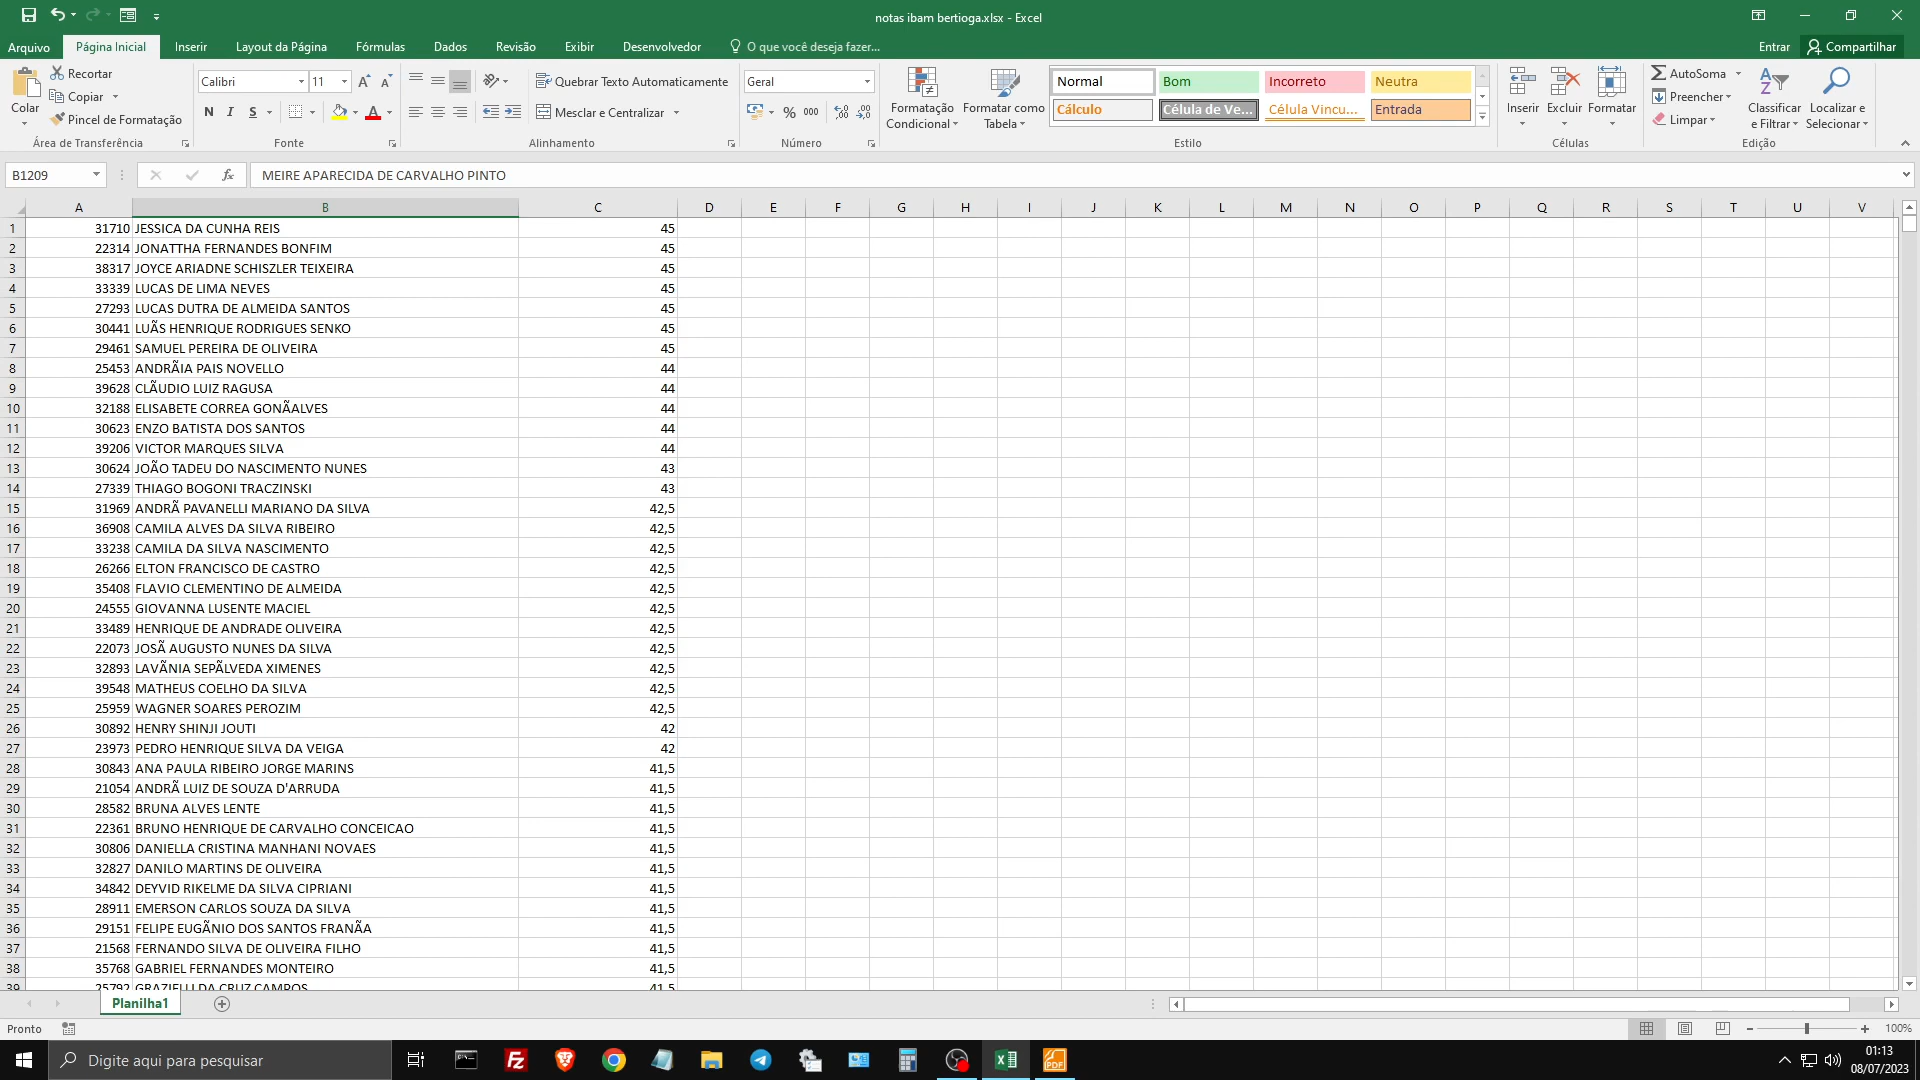 notas ibam bertioga.xlsx - Excel
Arquivo Página Inicial Inserir Layout da Página Fórmulas Dados Revisão Exibir Desenvolvedor O que você deseja fazer... Entrar Compartilhar
Colar
Recortar
Copiar
Pincel de Formatação
Área de Transferência
Calibri 11
N I S
Fonte
Quebrar Texto Automaticamente
Mesclar e Centralizar
Alinhamento
Geral
% 000
Número
Formatação Condicional
Formatar como Tabela
Normal Bom Incorreto Neutra
Cálculo Célula de Ve... Célula Vincu... Entrada
Estilo
Inserir Excluir Formatar
Células
AutoSoma
Preencher
Limpar
Classificar e Filtrar
Localizar e Selecionar
Edição
B1209 fx MEIRE APARECIDA DE CARVALHO PINTO
A B C D E F G H I J K L M N O P Q R S T U V
1 31710 JESSICA DA CUNHA REIS 45
2 22314 JONATTHA FERNANDES BONFIM 45
3 38317 JOYCE ARIADNE SCHISZLER TEIXEIRA 45
4 33339 LUCAS DE LIMA NEVES 45
5 27293 LUCAS DUTRA DE ALMEIDA SANTOS 45
6 30441 LUÃS HENRIQUE RODRIGUES SENKO 45
7 29461 SAMUEL PEREIRA DE OLIVEIRA 45
8 25453 ANDRÃIA PAIS NOVELLO 44
9 39628 CLÃUDIO LUIZ RAGUSA 44
10 32188 ELISABETE CORREA GONÃALVES 44
11 30623 ENZO BATISTA DOS SANTOS 44
12 39206 VICTOR MARQUES SILVA 44
13 30624 JOÃO TADEU DO NASCIMENTO NUNES 43
14 27339 THIAGO BOGONI TRACZINSKI 43
15 31969 ANDRÃ PAVANELLI MARIANO DA SILVA 42,5
16 36908 CAMILA ALVES DA SILVA RIBEIRO 42,5
17 33238 CAMILA DA SILVA NASCIMENTO 42,5
18 26266 ELTON FRANCISCO DE CASTRO 42,5
19 35408 FLAVIO CLEMENTINO DE ALMEIDA 42,5
20 24555 GIOVANNA LUSENTE MACIEL 42,5
21 33489 HENRIQUE DE ANDRADE OLIVEIRA 42,5
22 22073 JOSÃ AUGUSTO NUNES DA SILVA 42,5
23 32893 LAVÃNIA SEPÃLVEDA XIMENES 42,5
24 39548 MATHEUS COELHO DA SILVA 42,5
25 25959 WAGNER SOARES PEROZIM 42,5
26 30892 HENRY SHINJI JOUTI 42
27 23973 PEDRO HENRIQUE SILVA DA VEIGA 42
28 30843 ANA PAULA RIBEIRO JORGE MARINS 41,5
29 21054 ANDRÃ LUIZ DE SOUZA D'ARRUDA 41,5
30 28582 BRUNA ALVES LENTE 41,5
31 22361 BRUNO HENRIQUE DE CARVALHO CONCEICAO 41,5
32 30806 DANIELLA CRISTINA MANHANI NOVAES 41,5
33 32827 DANILO MARTINS DE OLIVEIRA 41,5
34 34842 DEYVID RIKELME DA SILVA CIPRIANI 41,5
35 28911 EMERSON CARLOS SOUZA DA SILVA 41,5
36 29151 FELIPE EUGÃNIO DOS SANTOS FRANÃA 41,5
37 21568 FERNANDO SILVA DE OLIVEIRA FILHO 41,5
38 35768 GABRIEL FERNANDES MONTEIRO 41,5
39 25792 GRAZIELLI DA CRUZ CAMPOS 41,5
Planilha1
Pronto 100%
Digite aqui para pesquisar
01:13
08/07/2023